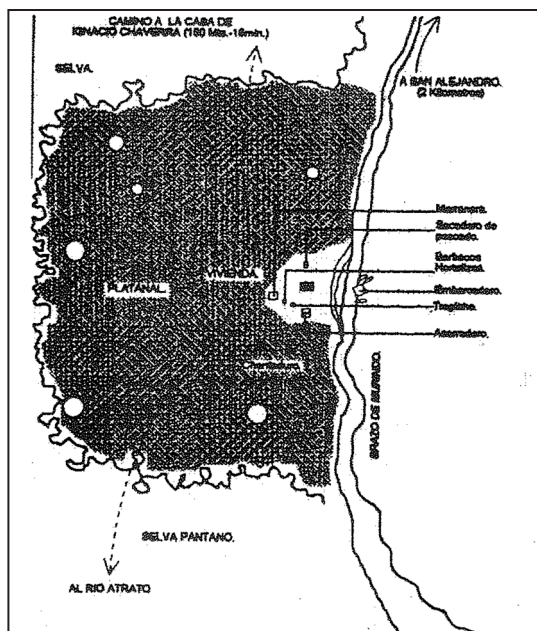 CAMINO A LA CASA DE
IGNACIO CHAVERRA (150 Mts.-15min.)
SELVA.
A SAN ALEJANDRO.
(2 Kilometros)
Marranera.
Secadero de
pescado.
Barbacoa
Hortalizas.
VIVIENDA.
PLATANAL.
Embarcadero.
Trapiche.
Aserradero.
BRAZO DE MURINDO.
SELVA PANTANO.
AL RIO ATRATO